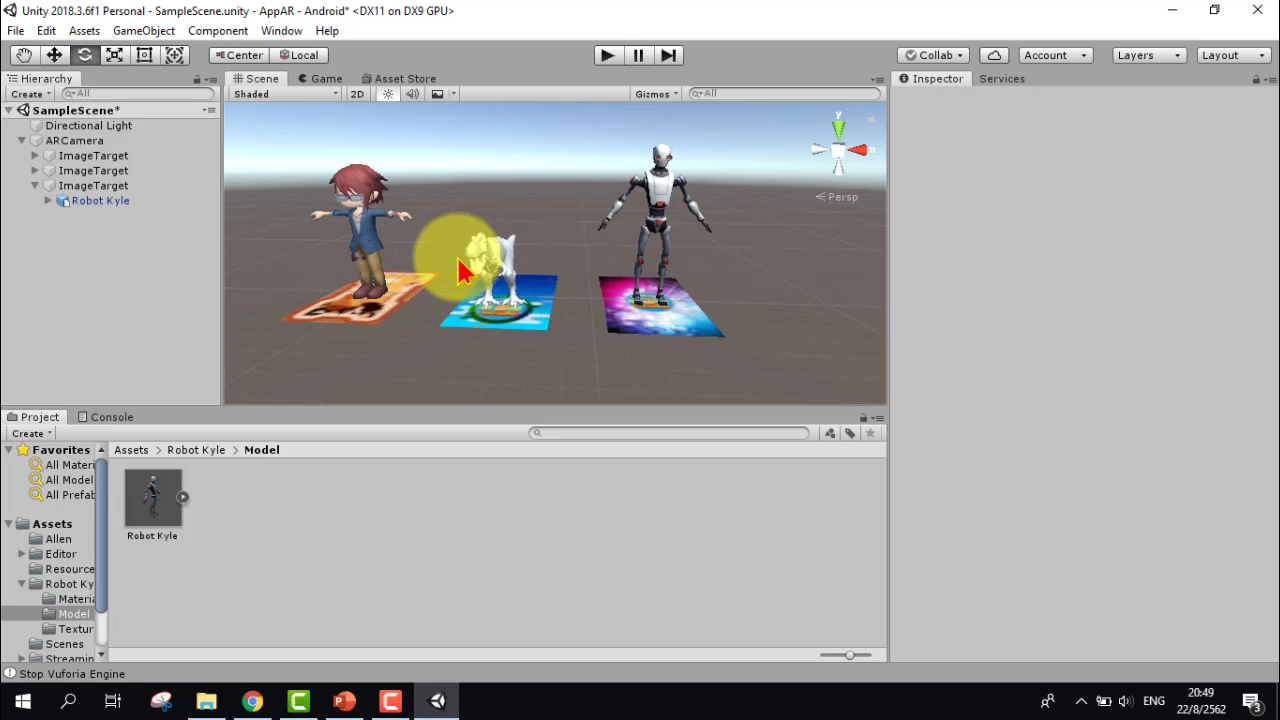 Unity 2018.3.6f1 Personal - SampleScene.unity - AppAR - Android* <DX11 on DX9 GPU>
File Edit Assets GameObject Component Window Help
Center Local Collab Account Layers Layout
Hierarchy Scene Game Asset Store Inspector Services
Create All Shaded 2D Gizmos All
SampleScene*
Directional Light
ARCamera
ImageTarget
ImageTarget
ImageTarget
Robot Kyle
y
x
Persp
Project Console
Create
Favorites
All Materi
All Model
All Prefab
Assets
Allen
Editor
Resource
Robot Ky
Materia
Model
Textur
Scenes
Streamin
Assets Robot Kyle Model
Robot Kyle
Stop Vuforia Engine
ENG
20:49
22/8/2562
3